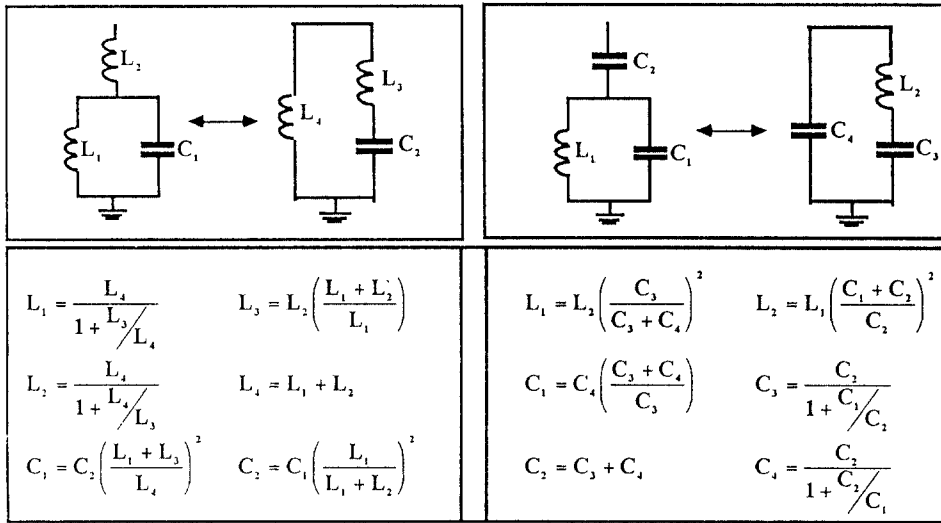 L₂
L₁
C₁
L₄
L₃
C₂
C₂
L₁
C₁
C₄
L₂
C₃
L₁ = L₄ / (1 + L₃/L₄)
L₃ = L₂((L₁ + L₂) / L₁)
L₂ = L₄ / (1 + L₄/L₃)
L₄ = L₁ + L₂
C₁ = C₂((L₁ + L₃) / L₄)²
C₂ = C₁(L₁ / (L₁ + L₂))²
L₁ = L₂(C₃ / (C₃ + C₄))²
L₂ = L₁((C₁ + C₂) / C₂)²
C₁ = C₄((C₃ + C₄) / C₃)
C₃ = C₂ / (1 + C₁/C₂)
C₂ = C₃ + C₄
C₄ = C₂ / (1 + C₂/C₁)